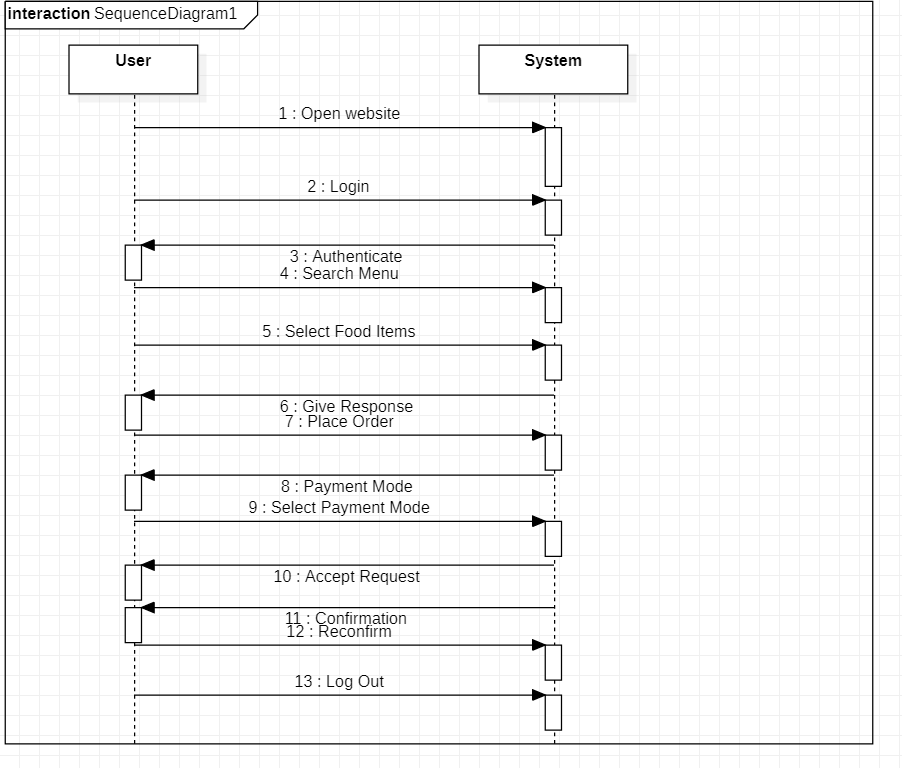 interaction SequenceDiagram1
User
System
1 : Open website
2 : Login
3 : Authenticate
4 : Search Menu
5 : Select Food Items
6 : Give Response
7 : Place Order
8 : Payment Mode
9 : Select Payment Mode
10 : Accept Request
11 : Confirmation
12 : Reconfirm
13 : Log Out